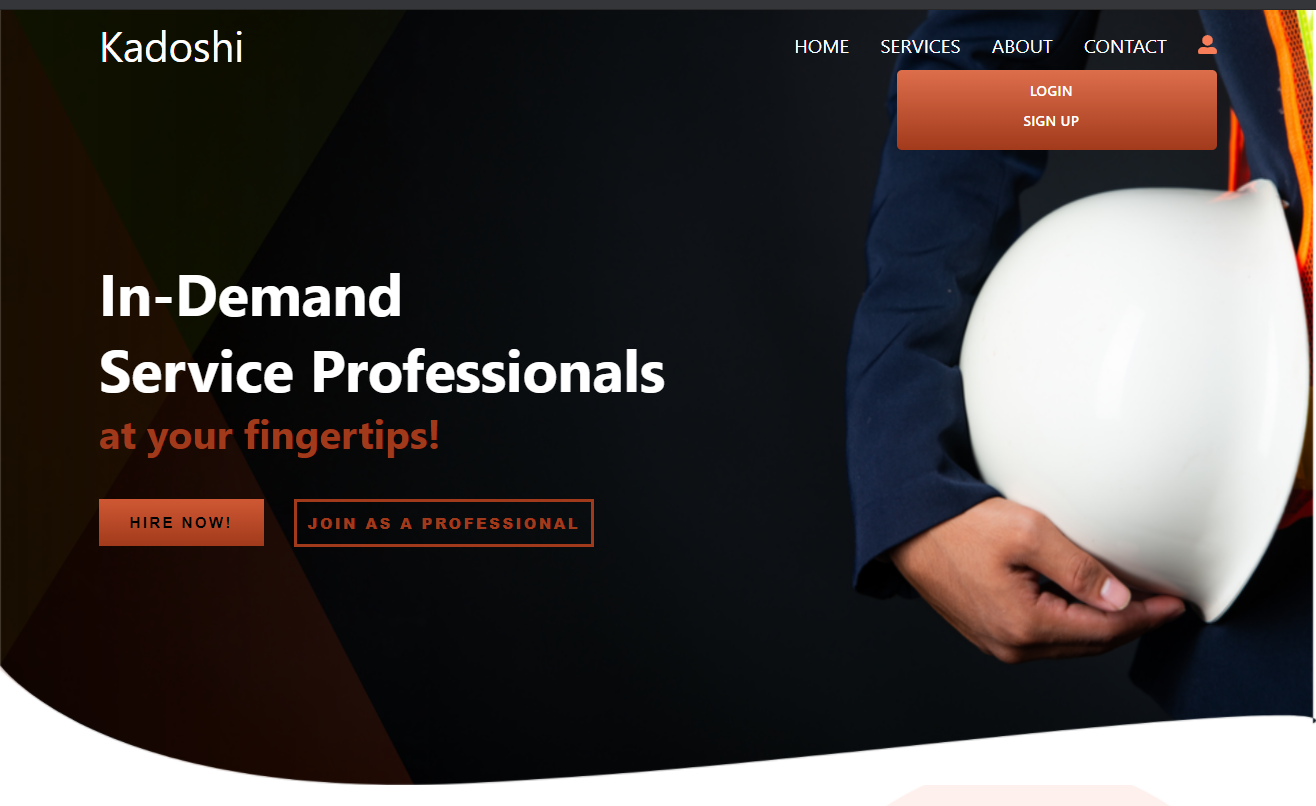 Kadoshi
HOME SERVICES ABOUT CONTACT
LOGIN
SIGN UP
In-Demand
Service Professionals
at your fingertips!
HIRE NOW! JOIN AS A PROFESSIONAL